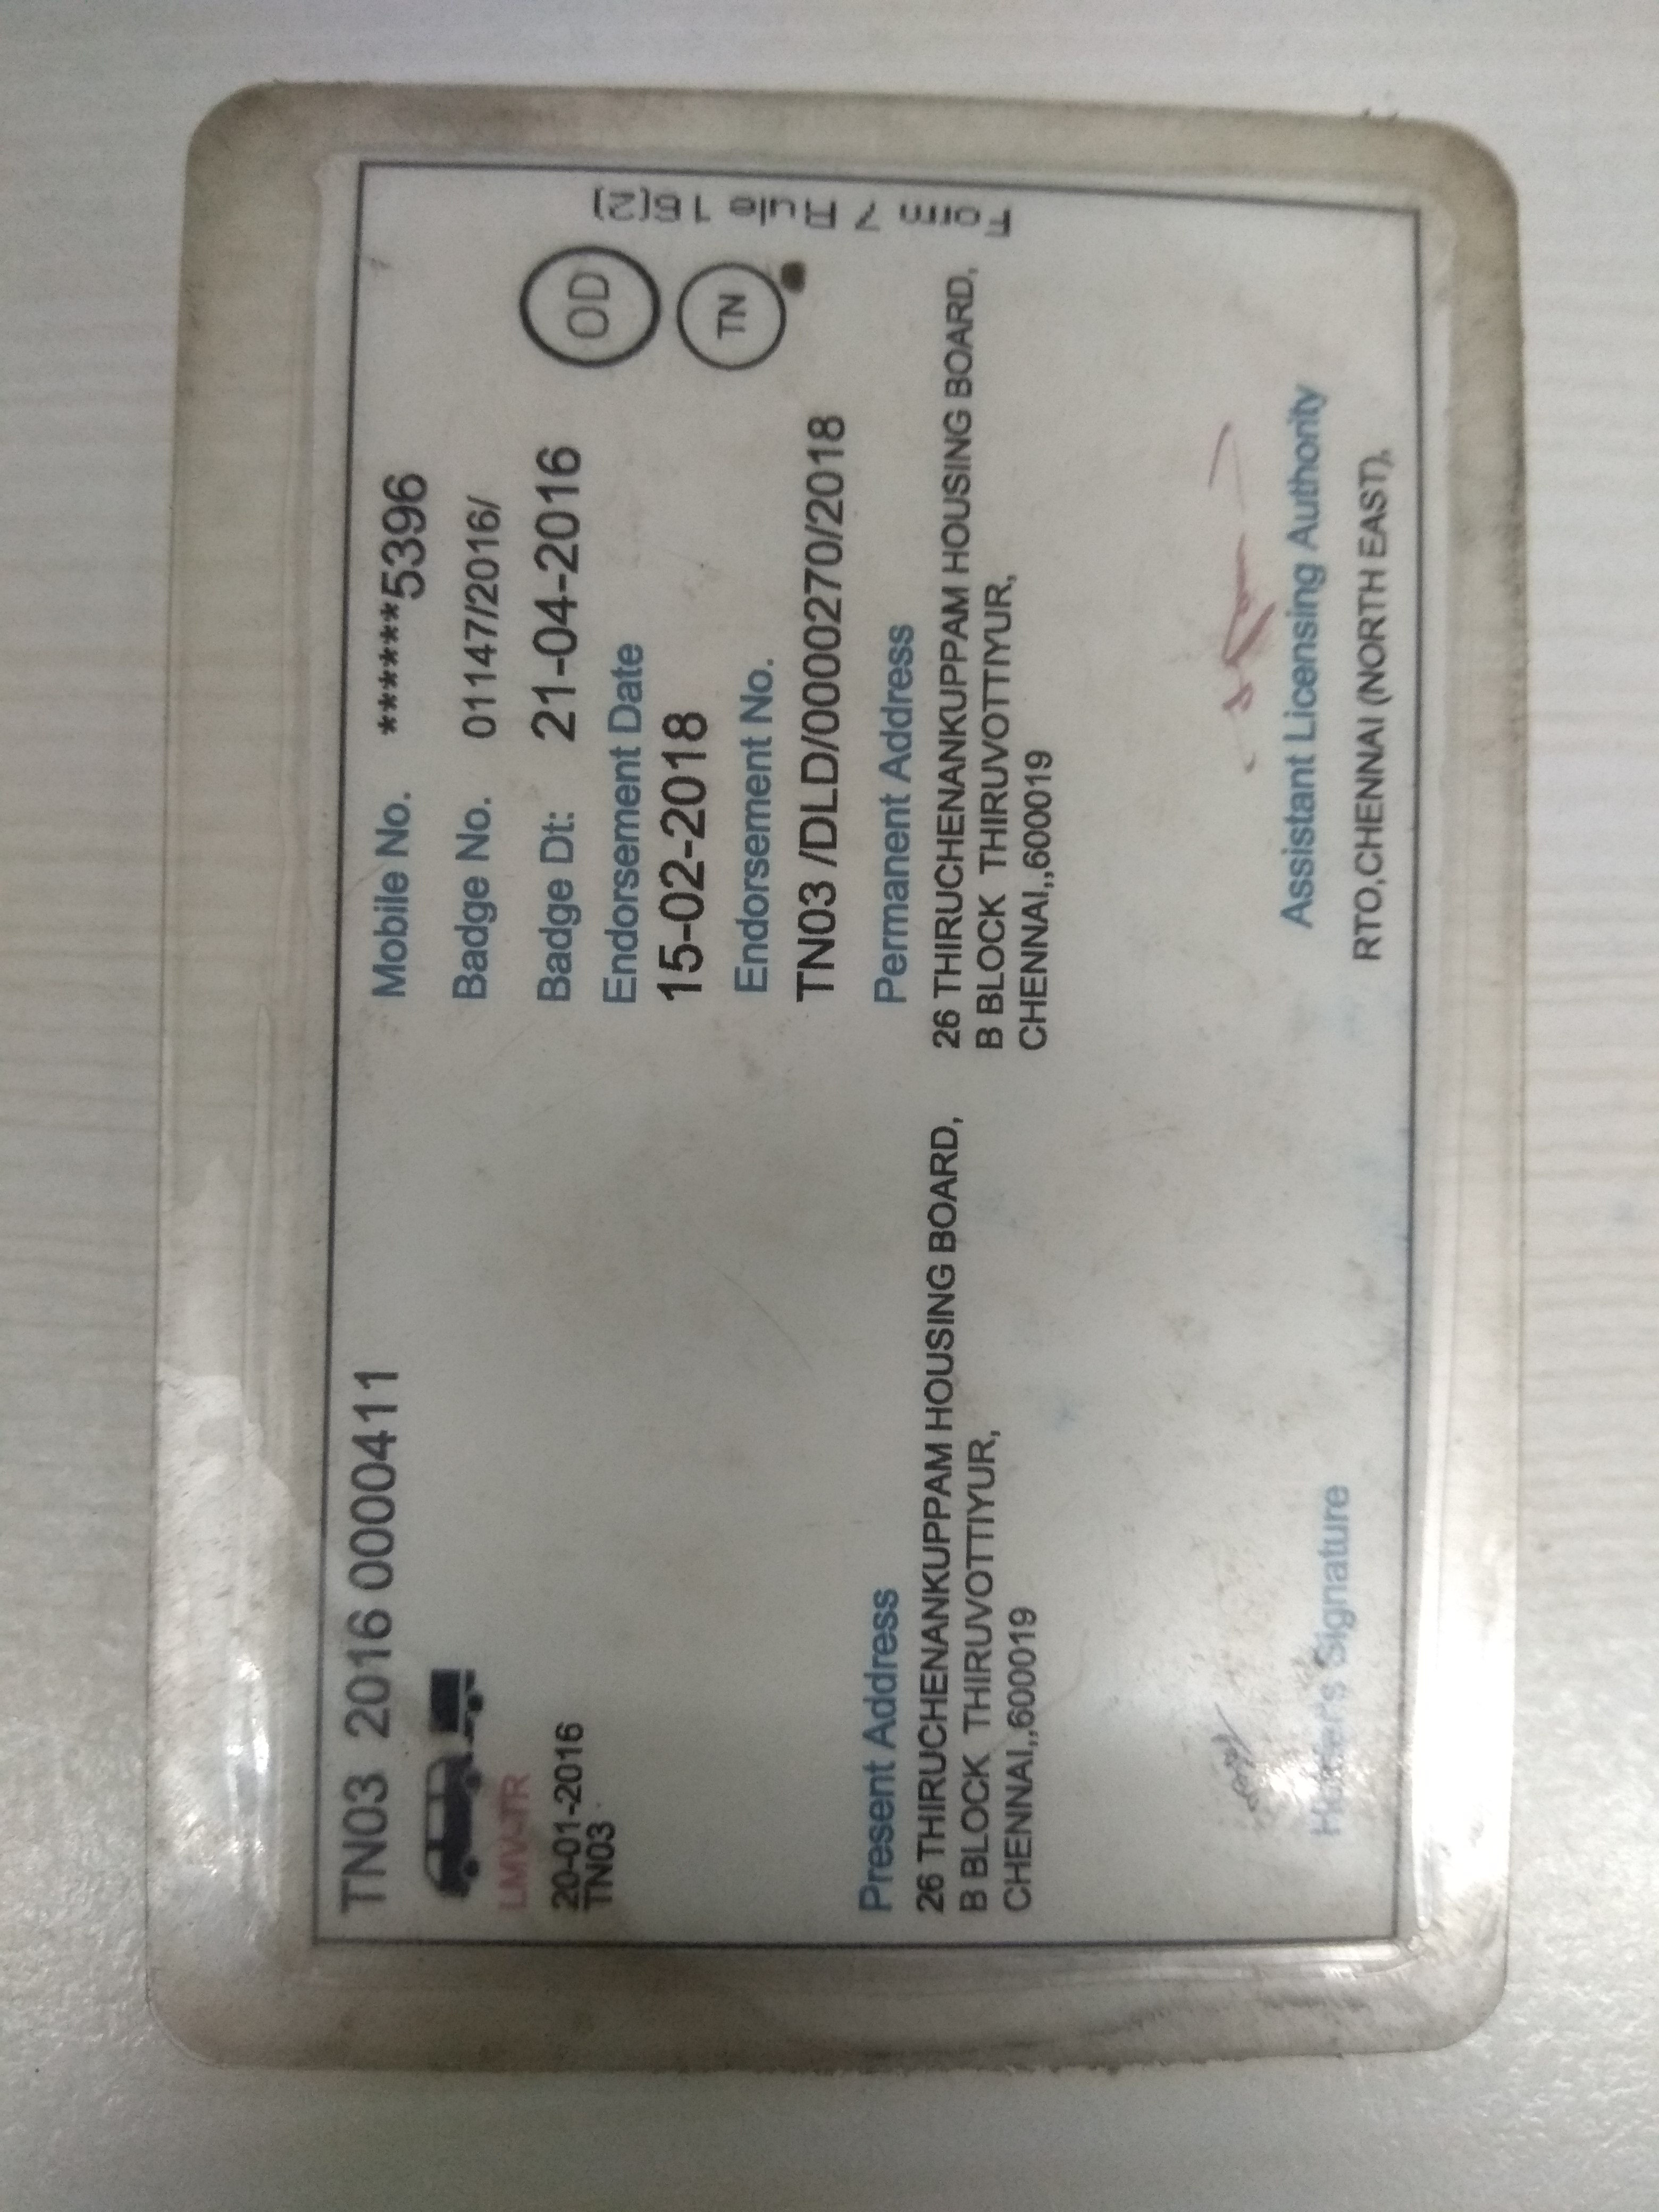 TN03 2016 0000411
LMV-TR
20-01-2016
TN03
Mobile No. ******5396
Badge No. 01147/2016/
Badge Dt: 21-04-2016
Endorsement Date
15-02-2018
Endorsement No.
TN03 /DLD/0000270/2018
OD
TN
Form 7 Rule 16(2)
Present Address
26 THIRUCHENANKUPPAM HOUSING BOARD,
B BLOCK THIRUVOTTIYUR,
CHENNAI,,600019
Permanent Address
26 THIRUCHENANKUPPAM HOUSING BOARD,
B BLOCK THIRUVOTTIYUR,
CHENNAI,,600019
Holder's Signature
Assistant Licensing Authority
RTO,CHENNAI (NORTH EAST),